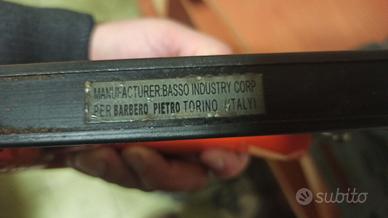 MANUFACTURER:BASSO INDUSTRY CORP
PER BARBERO PIETRO TORINO (ITALY)
subito